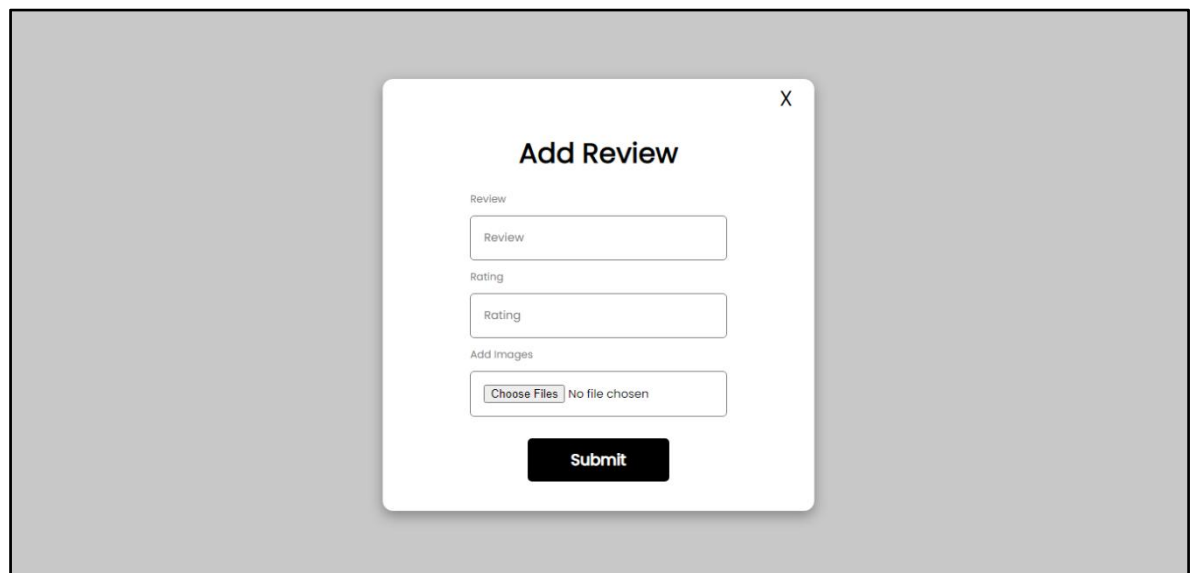 X
Add Review
Review
Review
Rating
Rating
Add Images
Choose Files No file chosen
Submit